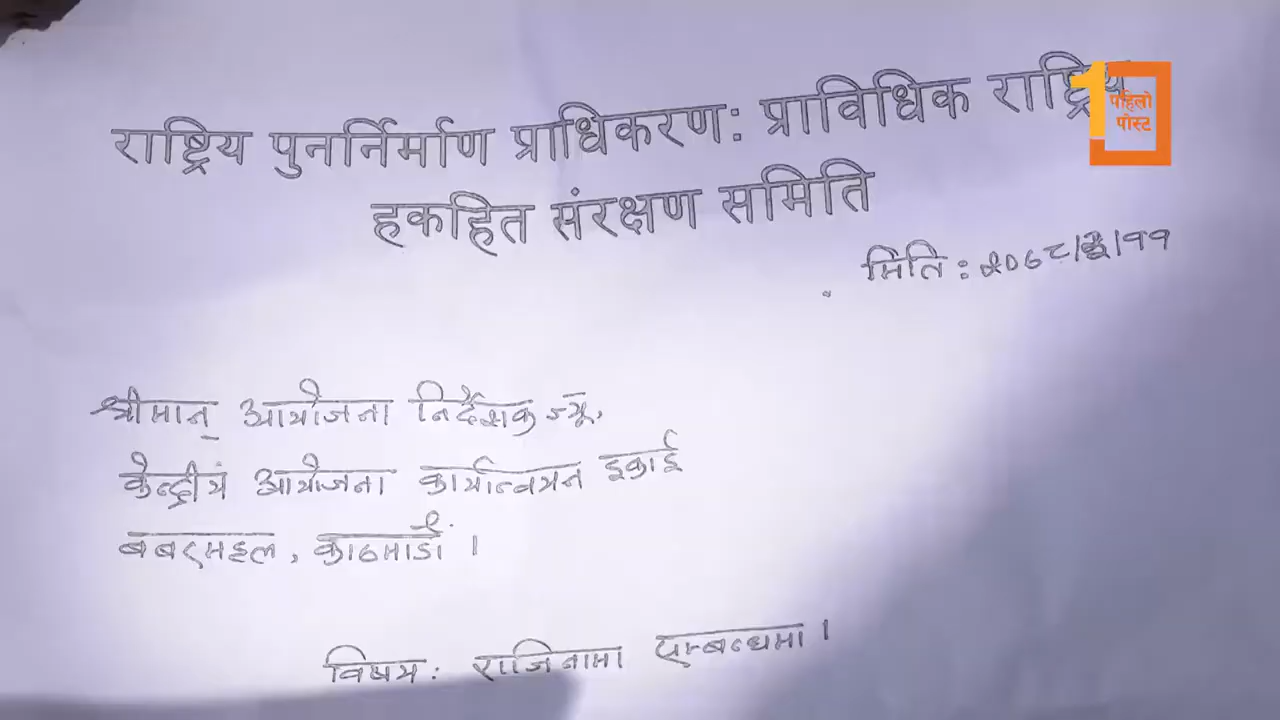 राष्ट्रिय पुनर्निर्माण प्राधिकरण: प्राविधिक राष्ट्रिय
हकहित संरक्षण समिति
पहिलो
पोस्ट
मिति :
श्रीमान् आयोजना निर्देशक ज्यू,
केन्द्रीय आयोजना कार्यान्वयन इकाई
बबरमहल, काठमाडौं ।
विषय: राजिनामा सम्बन्धमा ।